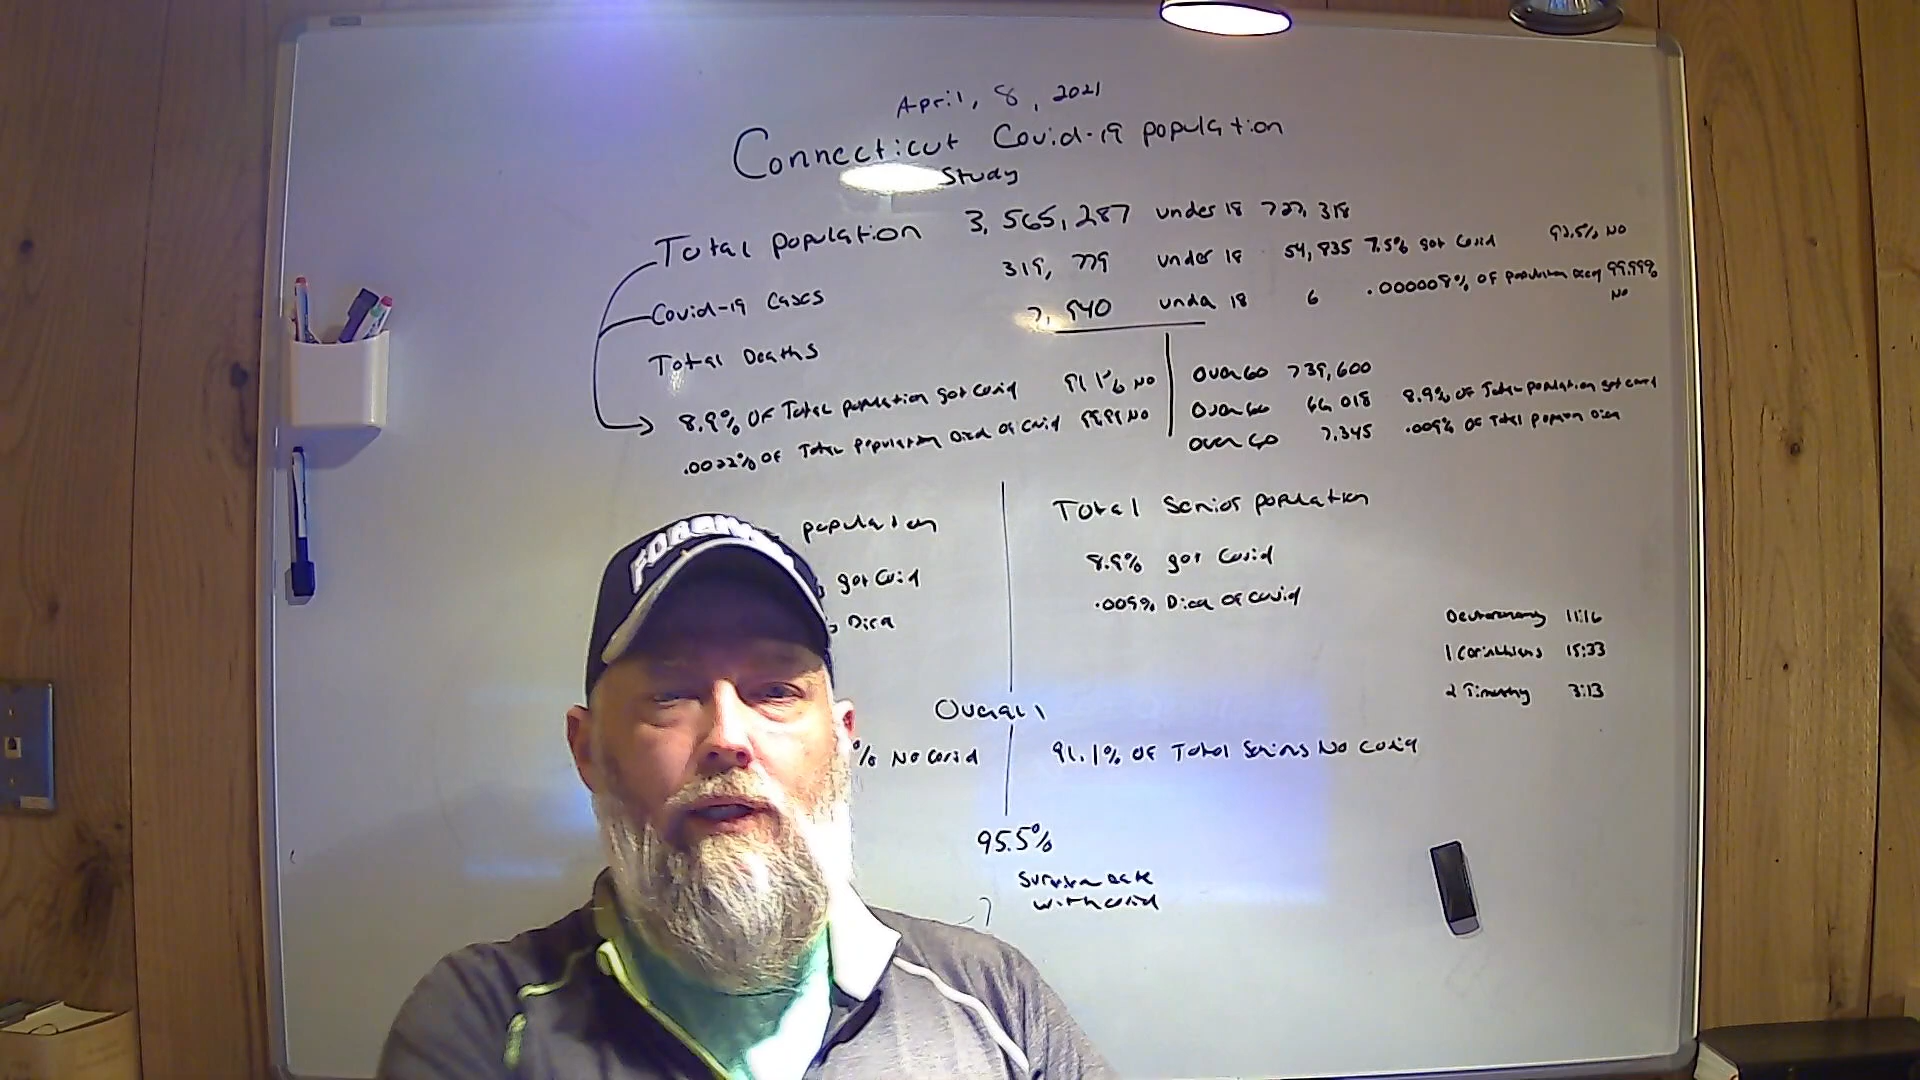 April, 8, 2021
Connecticut Covid-19 population
Study
Total population 3,565,287 under 18 727,318
Covid-19 Cases 319,779 under 18 54,835 7.5% got Covid 92.5% NO
Total Deaths 7,940 under 18 6 .000008% OF population Died 99.99%
NO
8.9% OF Total population got Covid 91.1% NO
.0022% OF Total population Died of Covid 99.99 NO
Over 60 739,600
Over 60 66,018 8.9% OF Total population got covid
Over 60 7,345 .009% OF Total population Died
population
got Covid
% Died
Total Senior population
8.9% got Covid
.009% Died of covid
Deuteronomy 11:16
1 Corinthians 15:33
2 Timothy 3:13
Overall
% No Covid
91.1% OF Total Seniors No Covid
95.5%
Survival Rate
with covid